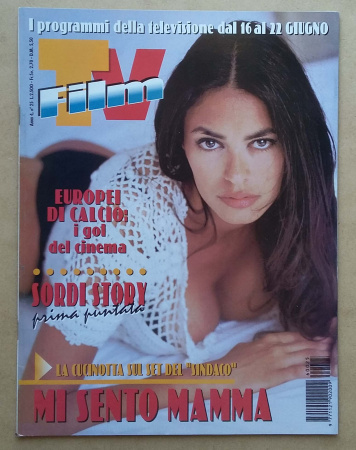 I programmi della televisione dal 16 al 22 GIUGNO
TV
Film
EUROPEI
DI CALCIO:
i gol
del cinema
SORDI STORY
prima puntata
LA CUCINOTTA SUL SET DEL "SINDACO"
MI SENTO MAMMA